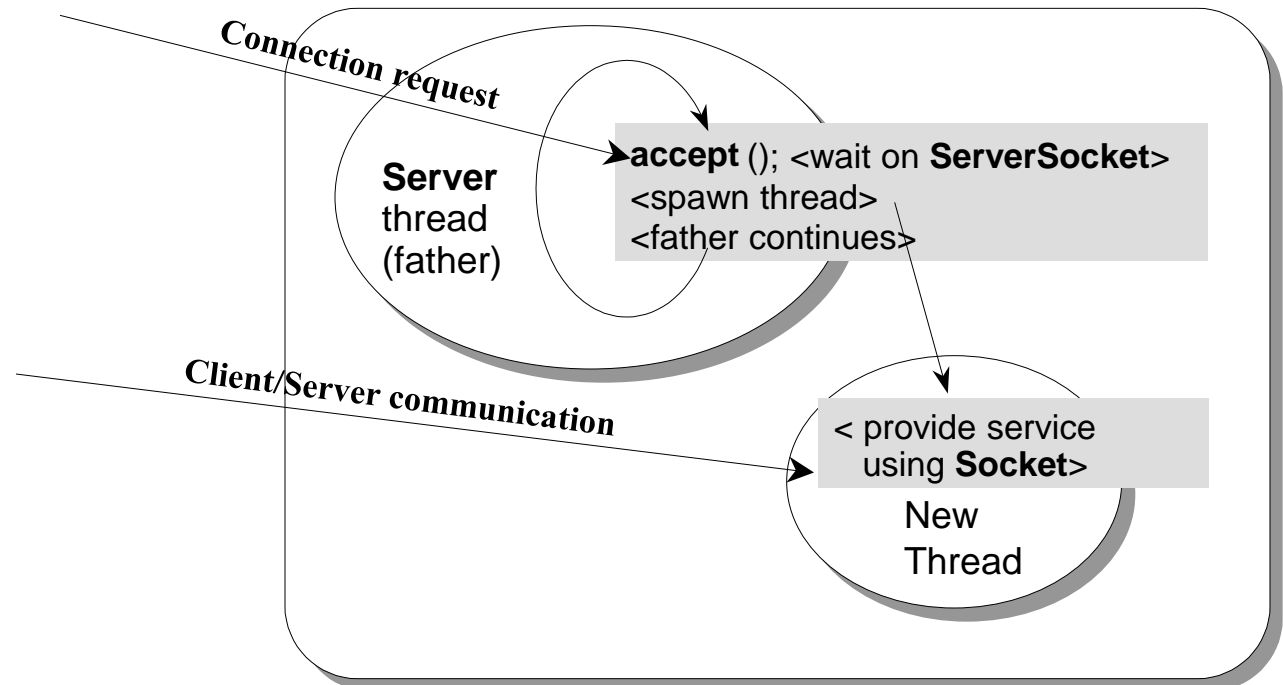 Connection request
accept (); <wait on ServerSocket>
<spawn thread>
<father continues>
Server
thread
(father)
Client/Server communication
< provide service
using Socket>
New
Thread